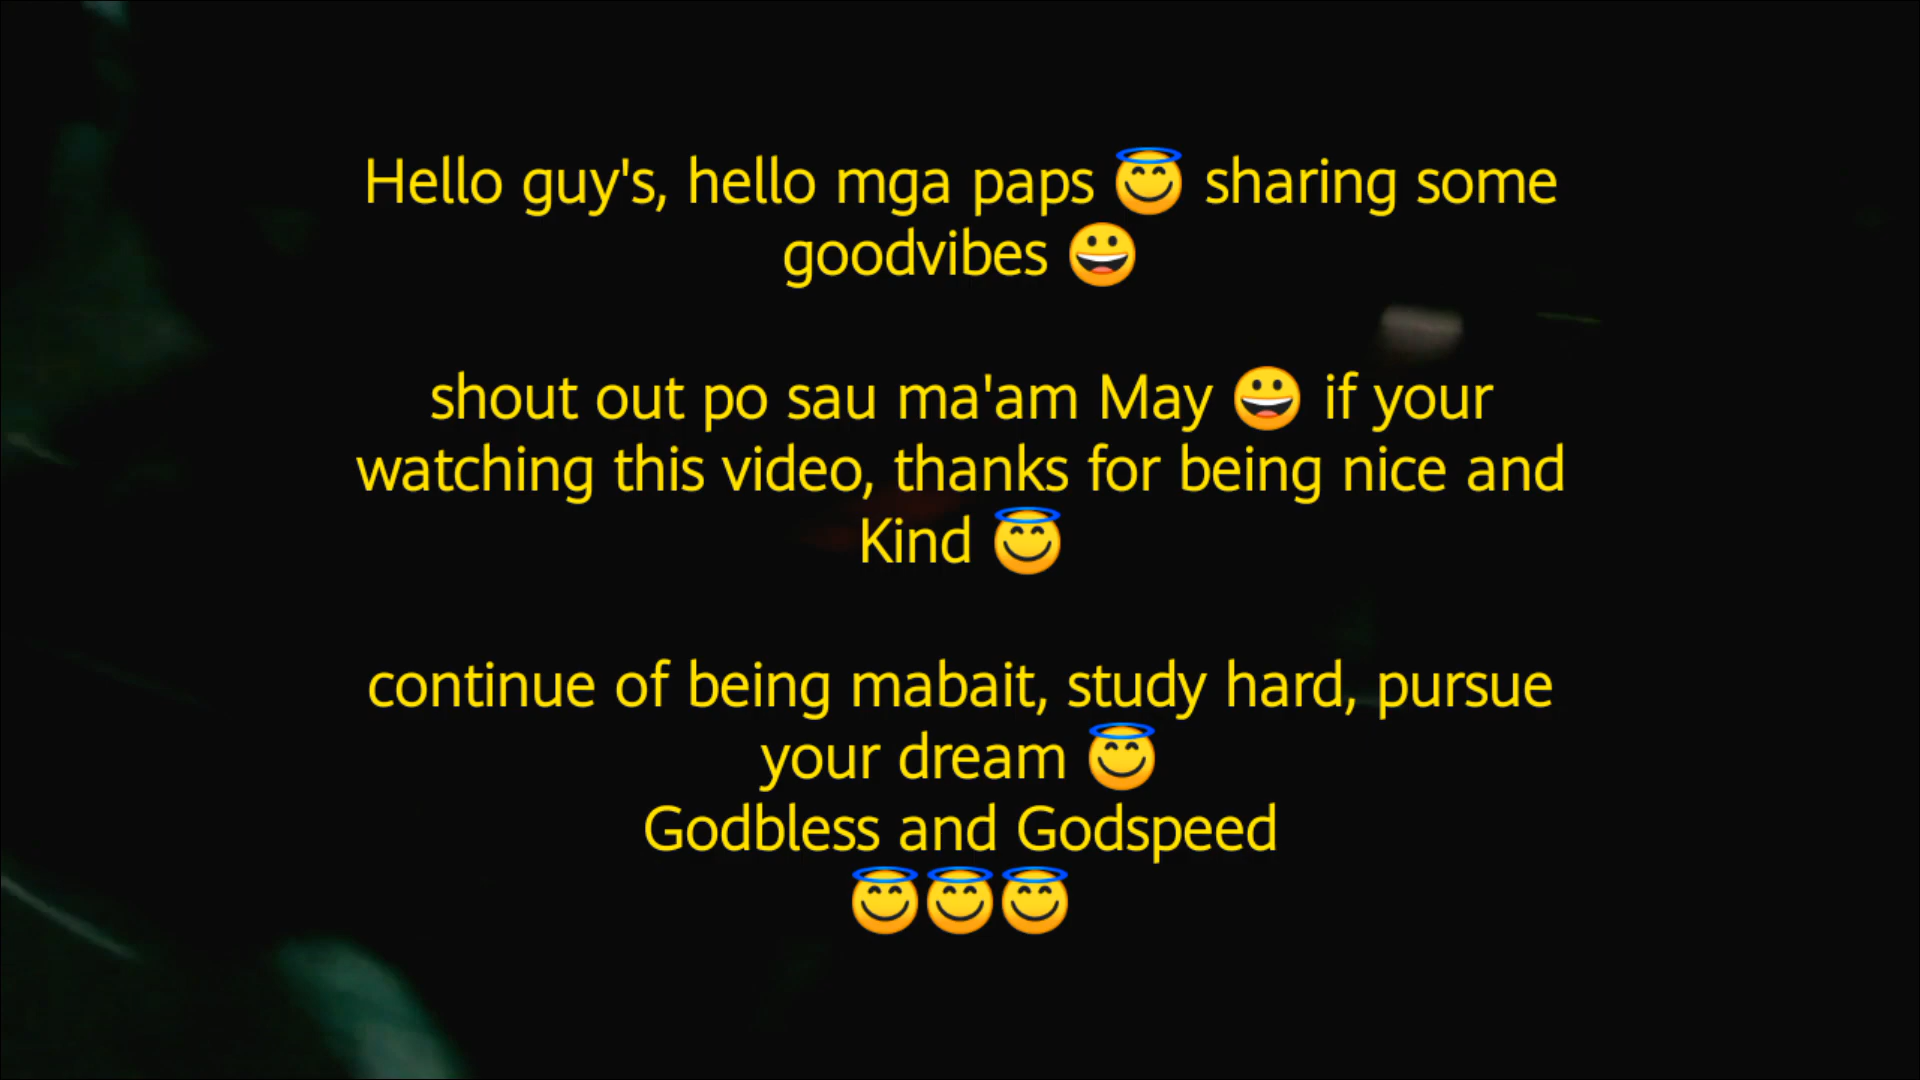 Hello guy's, hello mga paps 😇 sharing some
goodvibes 😀
shout out po sau ma'am May 😀 if your
watching this video, thanks for being nice and
Kind 😇
continue of being mabait, study hard, pursue
your dream 😇
Godbless and Godspeed
😇😇😇